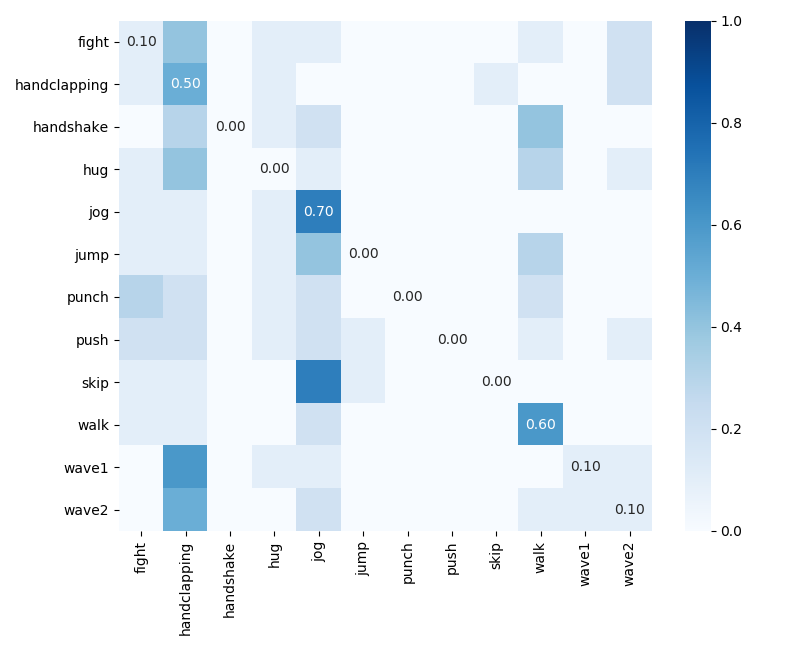 1.0
fight 0.10
handclapping 0.50
handshake 0.00
0.8
hug 0.00
jog 0.70
0.6
jump 0.00
punch 0.00
0.4
push 0.00
skip 0.00
0.2
walk 0.60
wave1 0.10
wave2 0.10
0.0
fight handclapping handshake hug jog jump punch push skip walk wave1 wave2